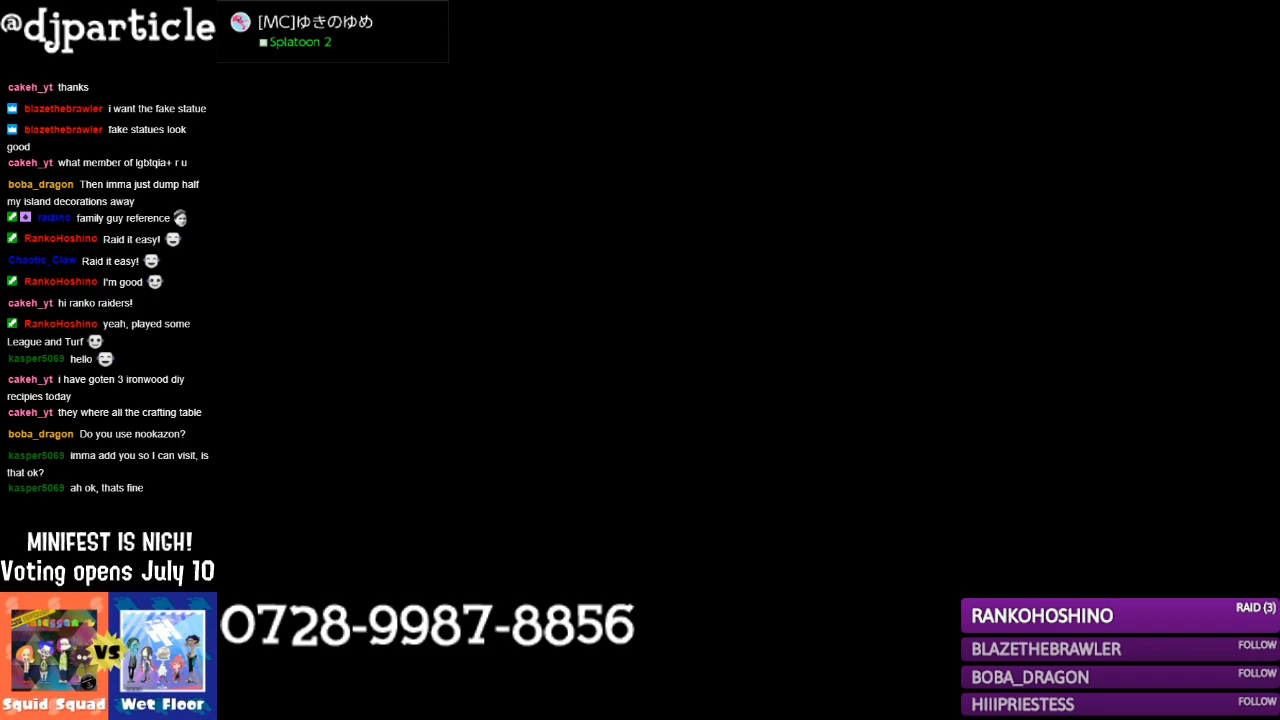 @djparticle
[MC]ゆきのゆめ
Splatoon 2
cakeh_yt thanks
blazethebrawler i want the fake statue
blazethebrawler fake statues look
good
cakeh_yt what member of lgbtqia+ r u
boba_dragon Then imma just dump half
my island decorations away
raizino family guy reference
RankoHoshino Raid it easy!
Chaotic_Claw Raid it easy!
RankoHoshino I'm good
cakeh_yt hi ranko raiders!
RankoHoshino yeah, played some
League and Turf
kasper5069 hello
cakeh_yt i have goten 3 ironwood diy
recipies today
cakeh_yt they where all the crafting table
boba_dragon Do you use nookazon?
kasper5069 imma add you so I can visit, is
that ok?
kasper5069 ah ok, thats fine
MINIFEST IS NIGH!
Voting opens July 10
VS
Squid Squad
Wet Floor
0728-9987-8856
RANKOHOSHINO RAID (3)
BLAZETHEBRAWLER FOLLOW
BOBA_DRAGON FOLLOW
HIIIPRIESTESS FOLLOW